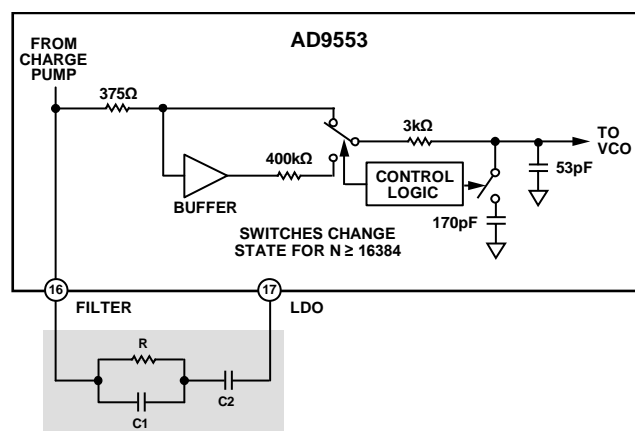 AD9553
FROM
CHARGE
PUMP
375Ω
3kΩ
TO
VCO
400kΩ
BUFFER
CONTROL
LOGIC
53pF
170pF
SWITCHES CHANGE
STATE FOR N ≥ 16384
16
FILTER
17
LDO
R
C1
C2